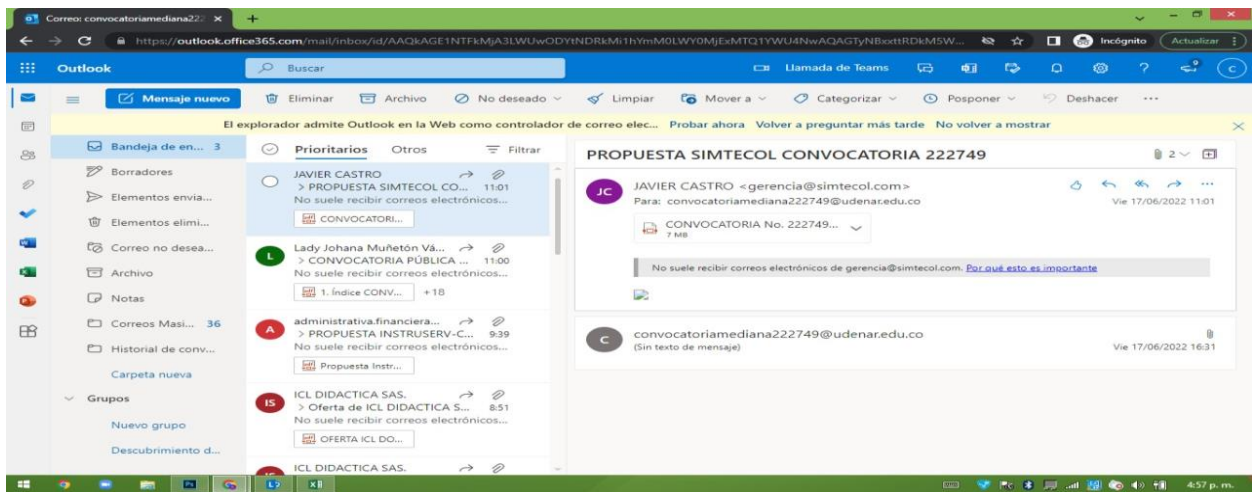 Correo: convocatoriamediana222
https://outlook.office365.com/mail/inbox/id/AAQkAGE1NTFkMjA3LWUwODYtNDRkMi1hYmM0LWY0MjExMTQ1YWU4NwAQAGTyNBxxttRDkM5W... Incógnito Actualizar
Outlook Buscar Llamada de Teams
Mensaje nuevo Eliminar Archivo No deseado Limpiar Mover a Categorizar Posponer Deshacer ...
El explorador admite Outlook en la Web como controlador de correo elec... Probar ahora Volver a preguntar más tarde No volver a mostrar
Bandeja de en... 3
Borradores
Elementos envia...
Elementos elimi...
Correo no desea...
Archivo
Notas
Correos Masi... 36
Historial de conv...
Carpeta nueva
Grupos
Nuevo grupo
Descubrimiento d...
Prioritarios Otros Filtrar
JAVIER CASTRO
> PROPUESTA SIMTECOL CO... 11:01
No suele recibir correos electrónicos...
CONVOCATORI...
L
Lady Johana Muñetón Vá...
> CONVOCATORIA PÚBLICA ... 11:00
No suele recibir correos electrónicos...
1. Índice CONV... +18
A
administrativa.financiera...
> PROPUESTA INSTRUSERV-C... 9:39
No suele recibir correos electrónicos...
Propuesta Instr...
IS
ICL DIDACTICA SAS.
> Oferta de ICL DIDACTICA S... 8:51
No suele recibir correos electrónicos...
OFERTA ICL DO...
ICL DIDACTICA SAS.
PROPUESTA SIMTECOL CONVOCATORIA 222749 2
JC
JAVIER CASTRO <gerencia@simtecol.com>
Para: convocatoriamediana222749@udenar.edu.co Vie 17/06/2022 11:01
CONVOCATORIA No. 222749...
7 MB
No suele recibir correos electrónicos de gerencia@simtecol.com. Por qué esto es importante
C
convocatoriamediana222749@udenar.edu.co
(Sin texto de mensaje) Vie 17/06/2022 16:31
4:57 p. m.